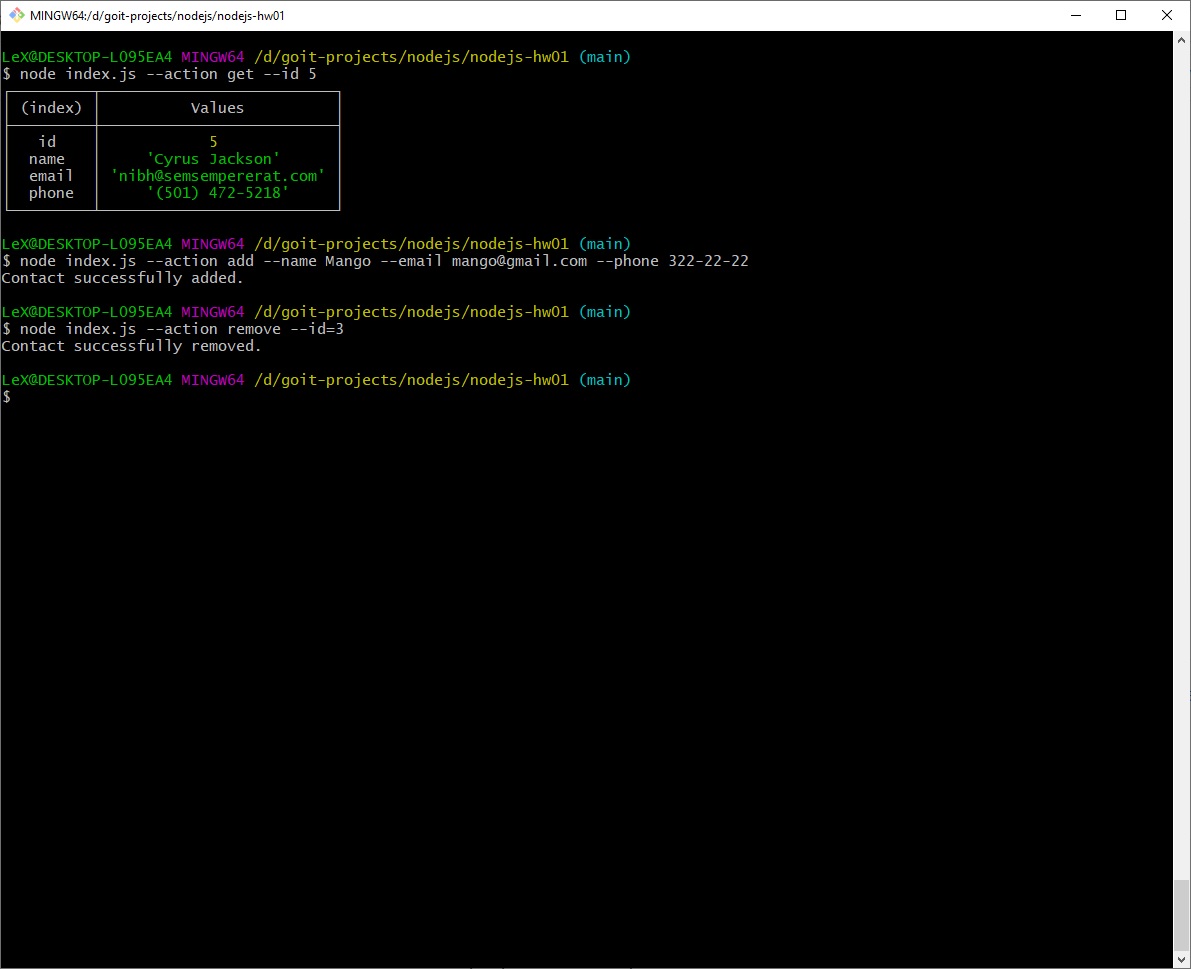 MINGW64:/d/goit-projects/nodejs/nodejs-hw01
LeX@DESKTOP-LO95EA4 MINGW64 /d/goit-projects/nodejs/nodejs-hw01 (main)
$ node index.js --action get --id 5
(index) Values
id 5
name 'Cyrus Jackson'
email 'nibh@semsempererat.com'
phone '(501) 472-5218'
LeX@DESKTOP-LO95EA4 MINGW64 /d/goit-projects/nodejs/nodejs-hw01 (main)
$ node index.js --action add --name Mango --email mango@gmail.com --phone 322-22-22
Contact successfully added.
LeX@DESKTOP-LO95EA4 MINGW64 /d/goit-projects/nodejs/nodejs-hw01 (main)
$ node index.js --action remove --id=3
Contact successfully removed.
LeX@DESKTOP-LO95EA4 MINGW64 /d/goit-projects/nodejs/nodejs-hw01 (main)
$